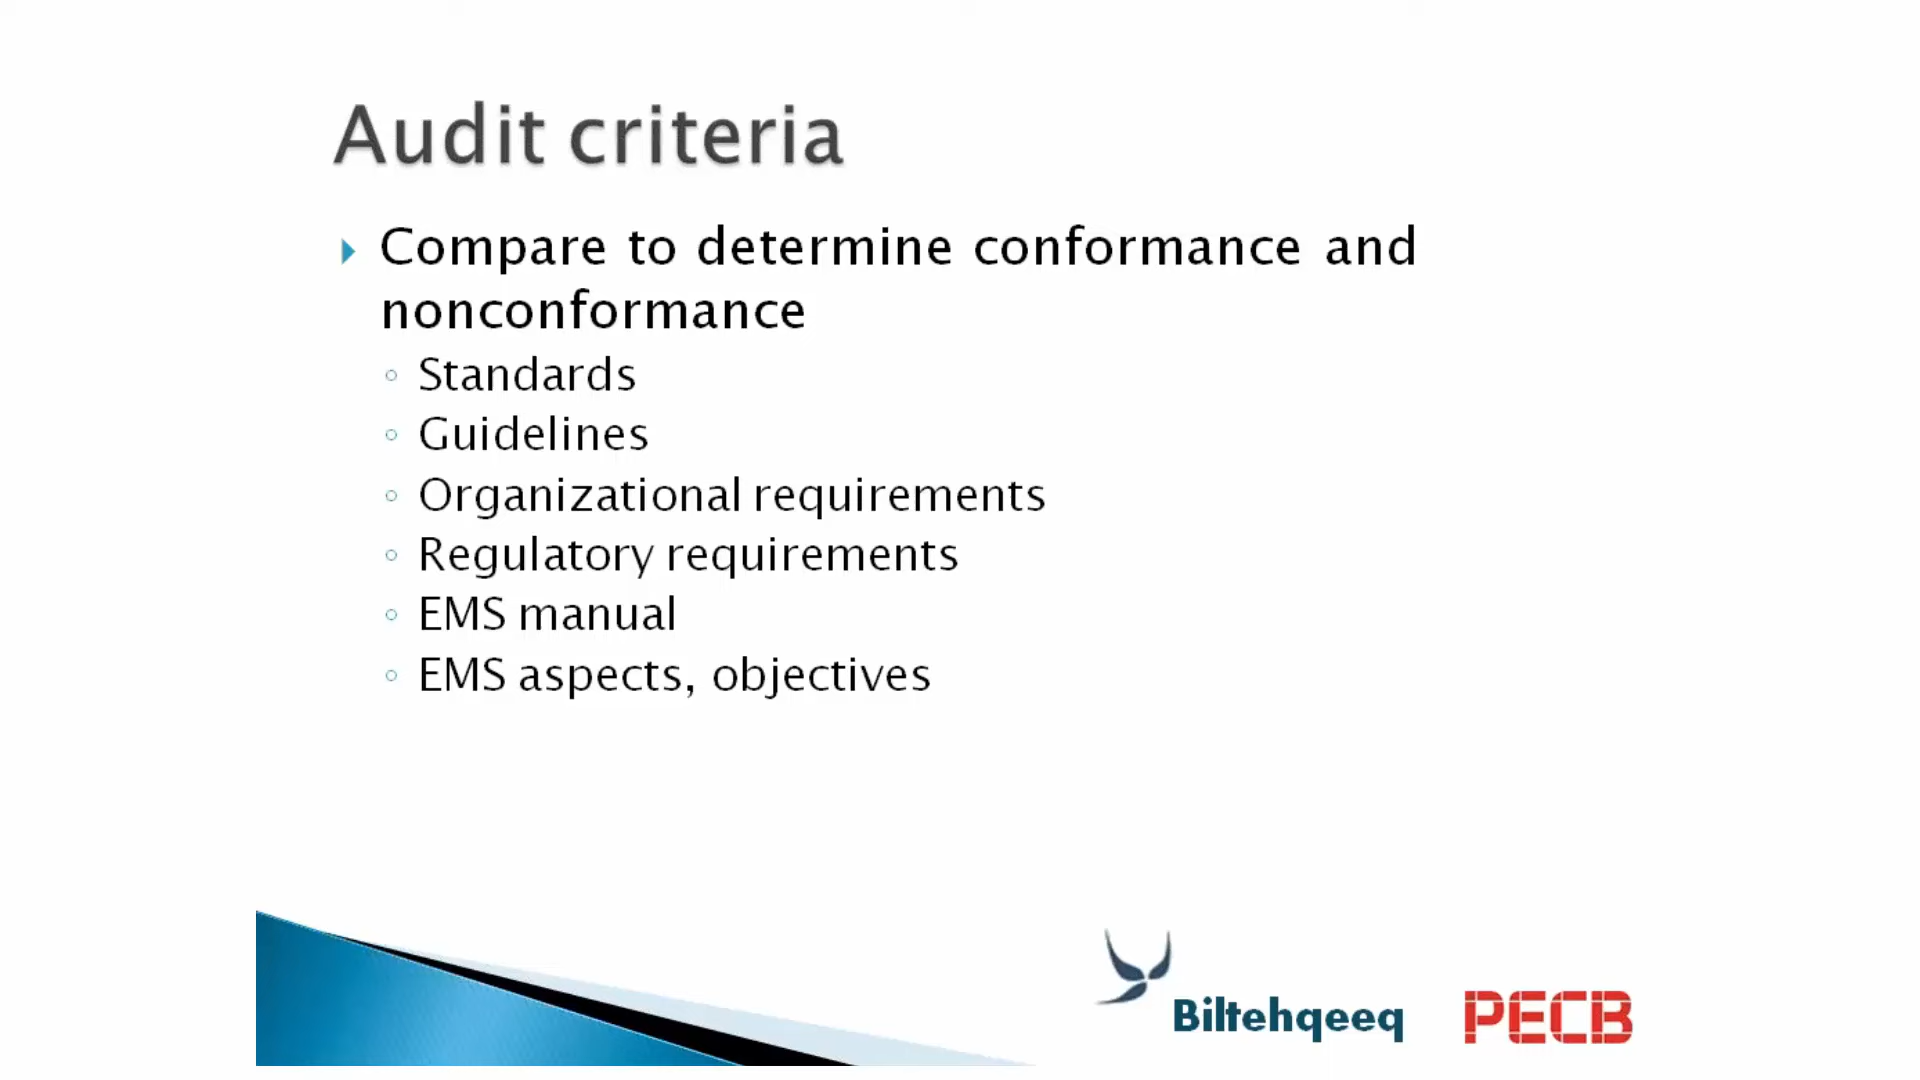 Audit criteria
Compare to determine conformance and
nonconformance
Standards
Guidelines
Organizational requirements
Regulatory requirements
EMS manual
EMS aspects, objectives
Biltehqeeq
PECB